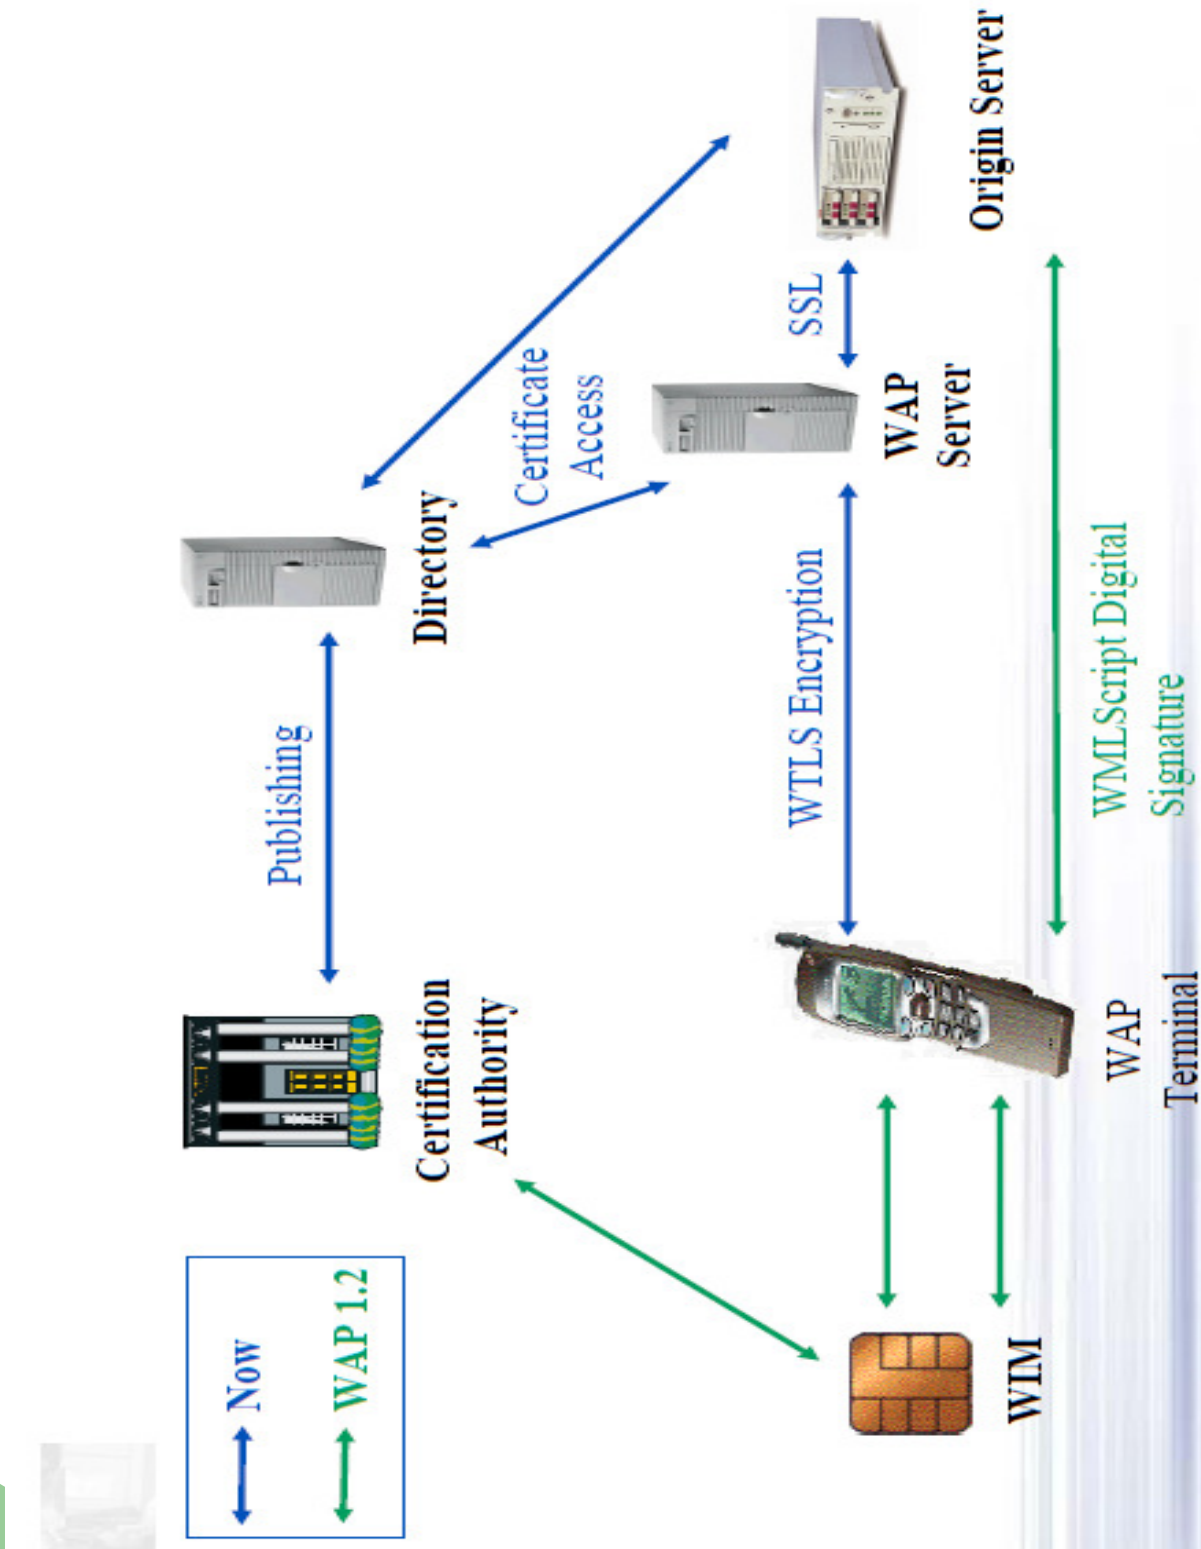 Now
WAP 1.2
Certification
Authority
Publishing
Directory
Certificate
Access
WIM
WAP
Terminal
WTLS Encryption
WAP
Server
SSL
Origin Server
WMLScript Digital
Signature